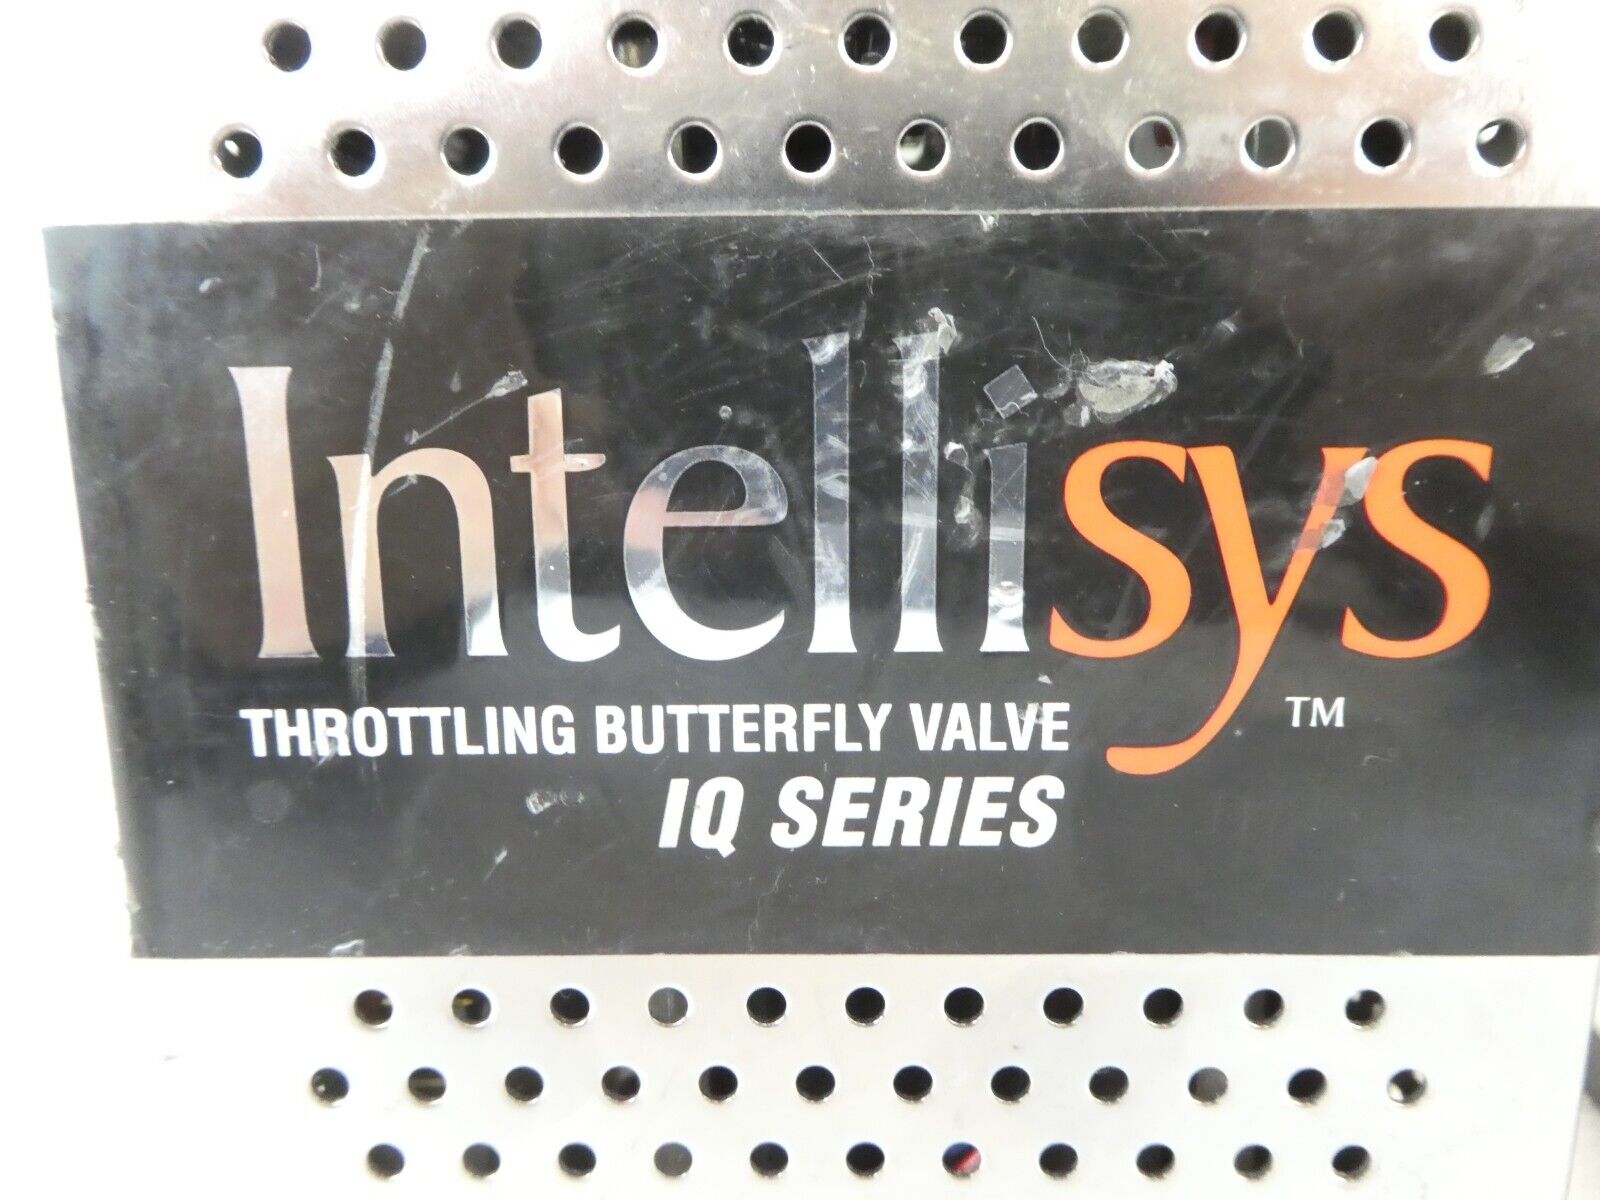 Intellisys
THROTTLING BUTTERFLY VALVE ™
IQ SERIES